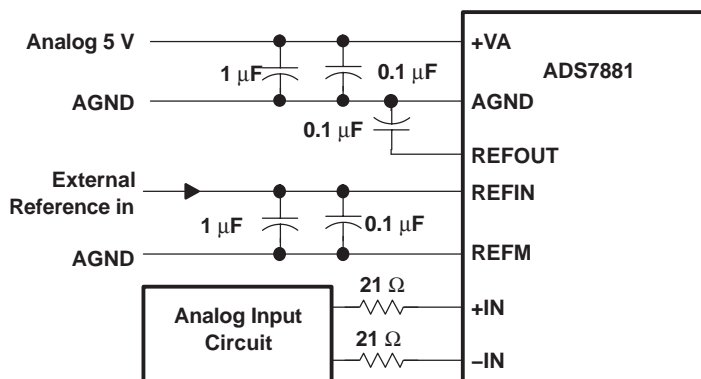 Analog 5 V
+VA
1 μF
0.1 μF
ADS7881
AGND
AGND
0.1 μF
REFOUT
External
Reference in
REFIN
1 μF
0.1 μF
AGND
REFM
21 Ω
+IN
Analog Input
Circuit
21 Ω
−IN